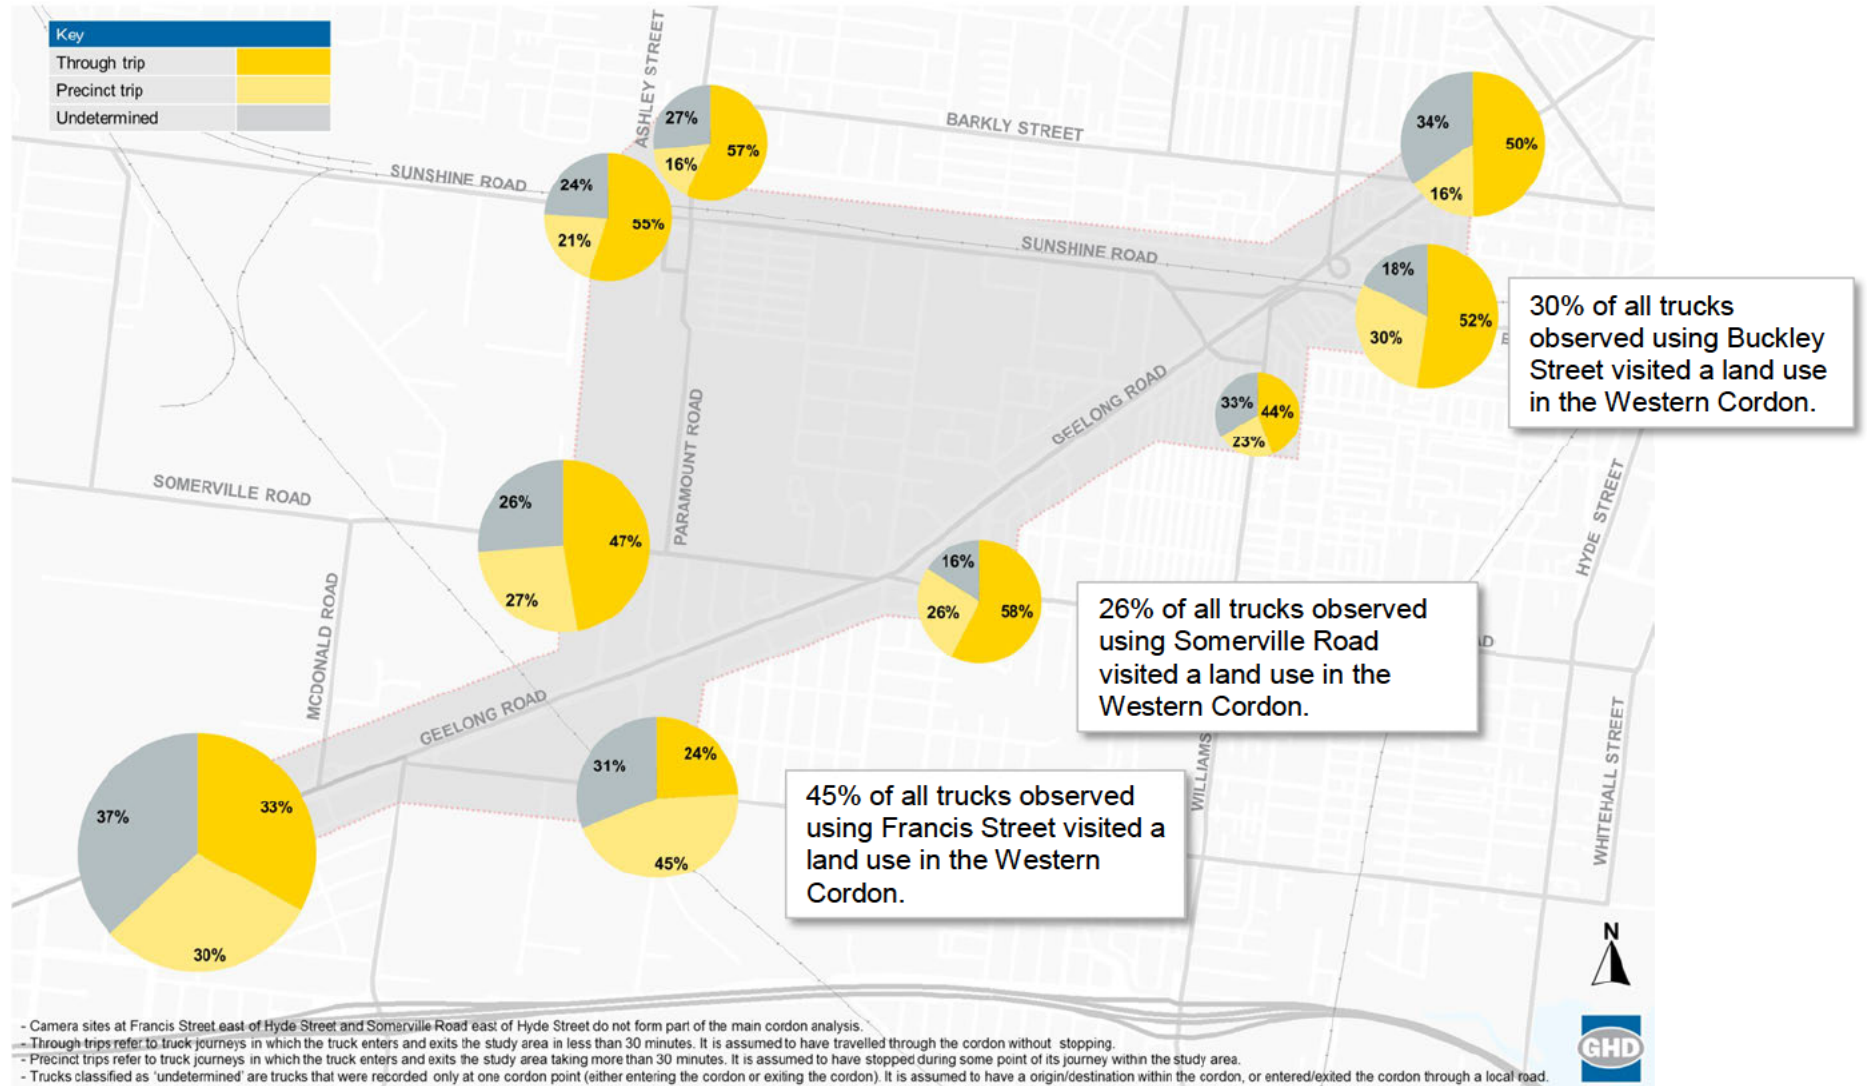 Key
Through trip
Precinct trip
Undetermined
ASHLEY STREET
27%
57%
16%
BARKLY STREET
34%
50%
16%
SUNSHINE ROAD
24%
55%
21%
SUNSHINE ROAD
18%
52%
30%
30% of all trucks
observed using Buckley
Street visited a land use
in the Western Cordon.
GEELONG ROAD
33%
44%
23%
PARAMOUNT ROAD
SOMERVILLE ROAD
26%
47%
27%
HYDE STREET
MCDONALD ROAD
16%
26%
58%
26% of all trucks observed
using Somerville Road
visited a land use in the
Western Cordon.
GEELONG ROAD
31%
24%
45%
45% of all trucks observed
using Francis Street visited a
land use in the Western
Cordon.
WILLIAMS
WHITEHALL STREET
37%
33%
30%
N
- Camera sites at Francis Street east of Hyde Street and Somerville Road east of Hyde Street do not form part of the main cordon analysis.
- Through trips refer to truck journeys in which the truck enters and exits the study area in less than 30 minutes. It is assumed to have travelled through the cordon without stopping.
- Precinct trips refer to truck journeys in which the truck enters and exits the study area taking more than 30 minutes. It is assumed to have stopped during some point of its journey within the study area.
- Trucks classified as 'undetermined' are trucks that were recorded only at one cordon point (either entering the cordon or exiting the cordon). It is assumed to have a origin/destination within the cordon, or entered/exited the cordon through a local road.
GHD